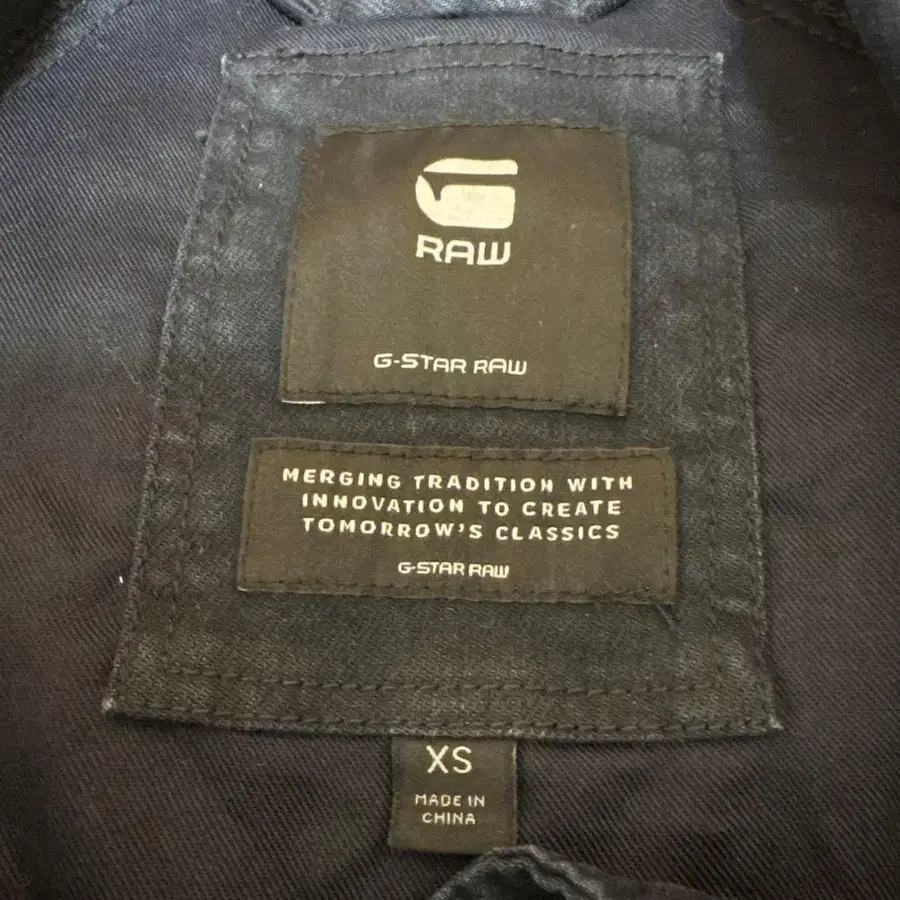 RAW
G-STAR RAW
MERGING TRADITION WITH
INNOVATION TO CREATE
TOMORROW'S CLASSICS
G-STAR RAW
XS
MADE IN
CHINA